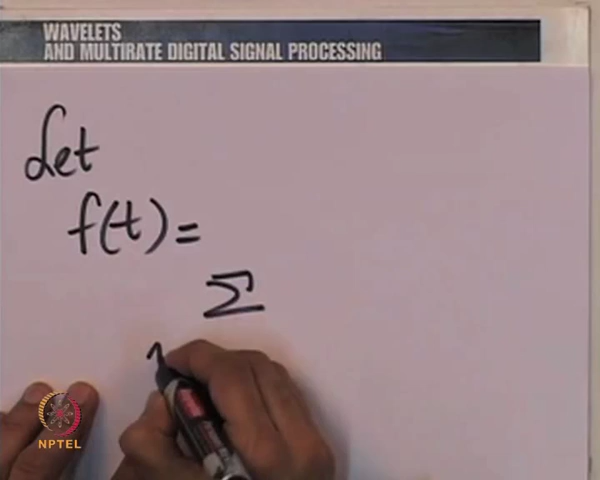 WAVELETS
AND MULTIRATE DIGITAL SIGNAL PROCESSING
Let
f(t)=
Σ
NPTEL